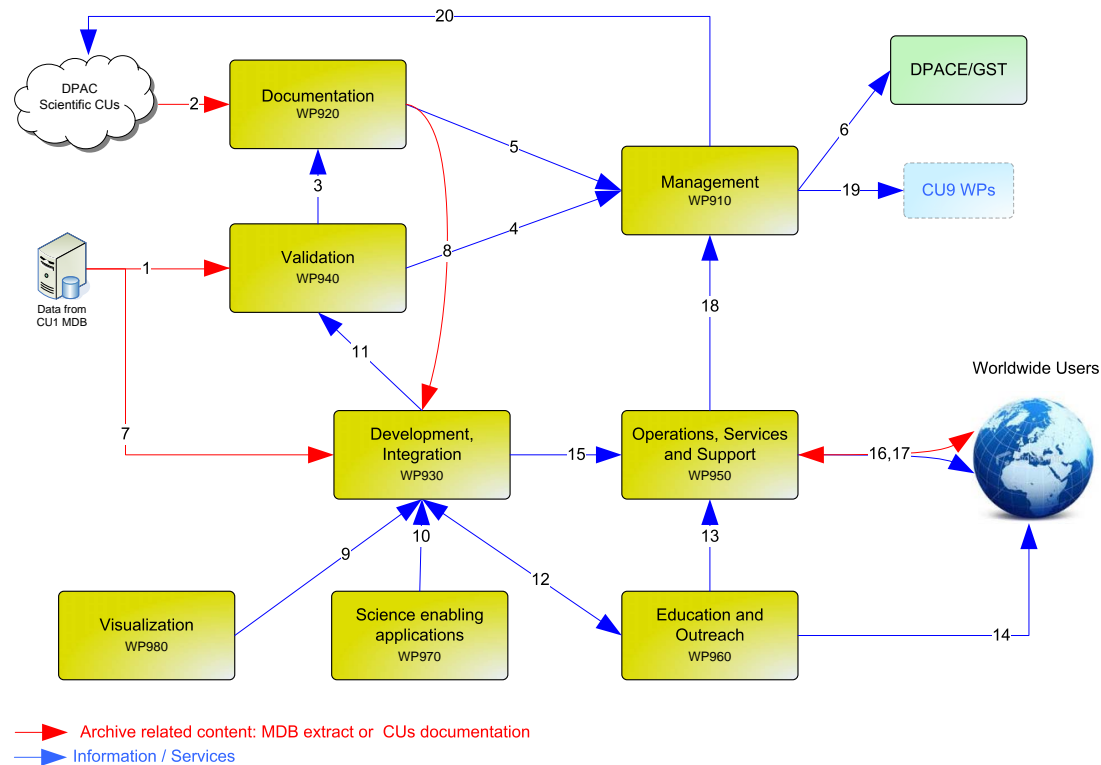 20
DPAC
Scientific CUs
2
Documentation
WP920
5
DPACE/GST
6
Management
WP910
19
CU9 WPs
3
4
8
Validation
WP940
1
Data from
CU1 MDB
11
18
7
Worldwide Users
Development,
Integration
WP930
15
Operations, Services
and Support
WP950
16,17
9
10
12
13
Visualization
WP980
Science enabling
applications
WP970
Education and
Outreach
WP960
14
Archive related content: MDB extract or CUs documentation
Information / Services